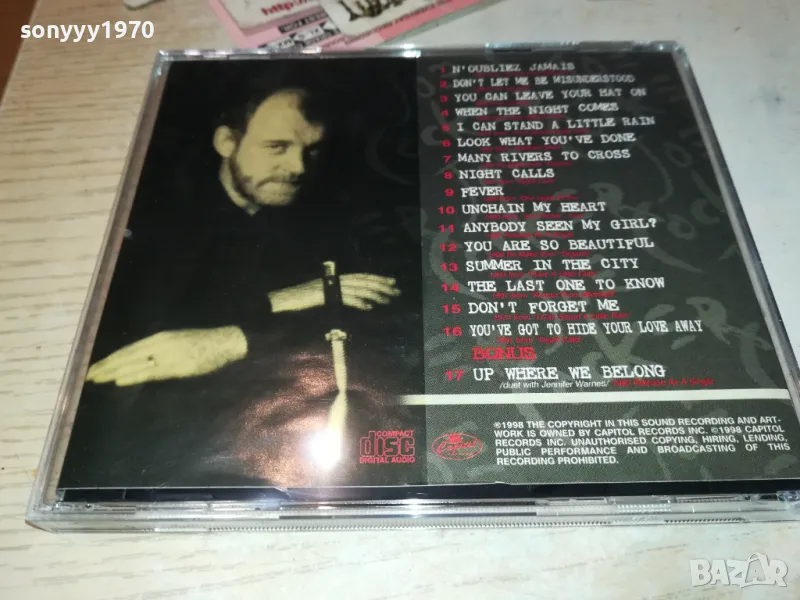 sonyyy1970
http://
1 N'OUBLIEZ JAMAIS
2 DON'T LET ME BE MISUNDERSTOOD
3 YOU CAN LEAVE YOUR HAT ON
4 WHEN THE NIGHT COMES
5 I CAN STAND A LITTLE RAIN
6 LOOK WHAT YOU'VE DONE
7 MANY RIVERS TO CROSS
8 NIGHT CALLS
9 FEVER
10 UNCHAIN MY HEART
11 ANYBODY SEEN MY GIRL?
12 YOU ARE SO BEAUTIFUL
13 SUMMER IN THE CITY
14 THE LAST ONE TO KNOW
15 DON'T FORGET ME
16 YOU'VE GOT TO HIDE YOUR LOVE AWAY
BONUS
17 UP WHERE WE BELONG
/duet with Jennifer Warnes/
COMPACT
disc
DIGITAL AUDIO
Capitol
℗1998 THE COPYRIGHT IN THIS SOUND RECORDING AND ART-
WORK IS OWNED BY CAPITOL RECORDS INC. ©1998 CAPITOL
RECORDS INC. UNAUTHORISED COPYING, HIRING, LENDING,
PUBLIC PERFORMANCE AND BROADCASTING OF THIS
RECORDING PROHIBITED.
BAZAR